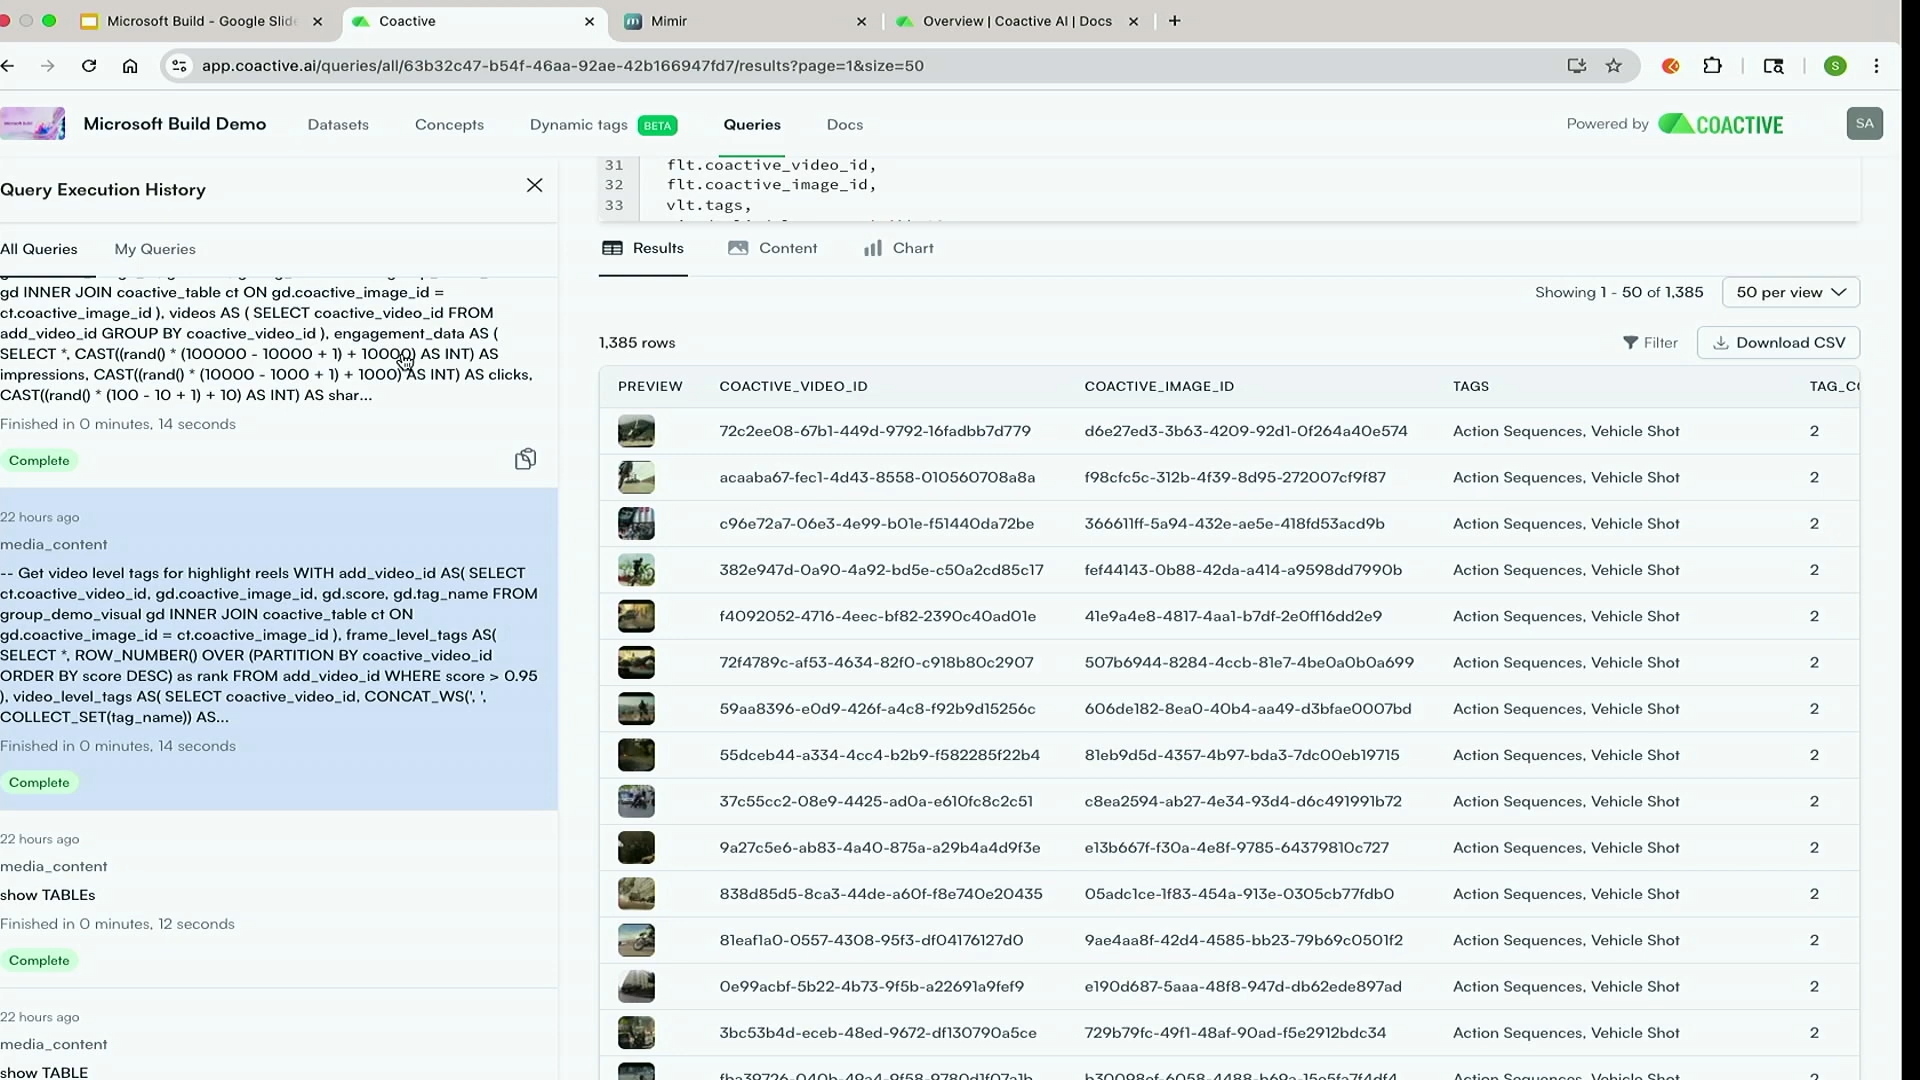 Microsoft Build - Google Slide
Coactive
Mimir
Overview | Coactive AI | Docs
app.coactive.ai/queries/all/63b32c47-b54f-46aa-92ae-42b166947fd7/results?page=1&size=50
S
Microsoft Build Demo
Datasets
Concepts
Dynamic tags BETA
Queries
Docs
Powered by COACTIVE
SA
Query Execution History
All Queries
My Queries
gd INNER JOIN coactive_table ct ON gd.coactive_image_id =
ct.coactive_image_id ), videos AS ( SELECT coactive_video_id FROM
add_video_id GROUP BY coactive_video_id ), engagement_data AS (
SELECT *, CAST((rand() * (100000 - 10000 + 1) + 10000) AS INT) AS
impressions, CAST((rand() * (10000 - 1000 + 1) + 1000) AS INT) AS clicks,
CAST((rand() * (100 - 10 + 1) + 10) AS INT) AS shar...
Finished in 0 minutes, 14 seconds
Complete
22 hours ago
media_content
-- Get video level tags for highlight reels WITH add_video_id AS( SELECT
ct.coactive_video_id, gd.coactive_image_id, gd.score, gd.tag_name FROM
group_demo_visual gd INNER JOIN coactive_table ct ON
gd.coactive_image_id = ct.coactive_image_id ), frame_level_tags AS(
SELECT *, ROW_NUMBER() OVER (PARTITION BY coactive_video_id
ORDER BY score DESC) as rank FROM add_video_id WHERE score > 0.95
), video_level_tags AS( SELECT coactive_video_id, CONCAT_WS(', ',
COLLECT_SET(tag_name)) AS...
Finished in 0 minutes, 14 seconds
Complete
22 hours ago
media_content
show TABLEs
Finished in 0 minutes, 12 seconds
Complete
22 hours ago
media_content
show TABLE
31 flt.coactive_video_id,
32 flt.coactive_image_id,
33 vlt.tags,
Results
Content
Chart
Showing 1 - 50 of 1,385
50 per view
1,385 rows
Filter
Download CSV
PREVIEW COACTIVE_VIDEO_ID COACTIVE_IMAGE_ID TAGS TAG_CO
72c2ee08-67b1-449d-9792-16fadbb7d779 d6e27ed3-3b63-4209-92d1-0f264a40e574 Action Sequences, Vehicle Shot 2
acaaba67-fec1-4d43-8558-010560708a8a f98cfc5c-312b-4f39-8d95-272007cf9f87 Action Sequences, Vehicle Shot 2
c96e72a7-06e3-4e99-b01e-f51440da72be 366611ff-5a94-432e-ae5e-418fd53acd9b Action Sequences, Vehicle Shot 2
382e947d-0a90-4a92-bd5e-c50a2cd85c17 fef44143-0b88-42da-a414-a9598dd7990b Action Sequences, Vehicle Shot 2
f4092052-4716-4eec-bf82-2390c40ad01e 41e9a4e8-4817-4aa1-b7df-2e0ff16dd2e9 Action Sequences, Vehicle Shot 2
72f4789c-af53-4634-82f0-c918b80c2907 507b6944-8284-4ccb-81e7-4be0a0b0a699 Action Sequences, Vehicle Shot 2
59aa8396-e0d9-426f-a4c8-f92b9d15256c 606de182-8ea0-40b4-aa49-d3bfae0007bd Action Sequences, Vehicle Shot 2
55dceb44-a334-4cc4-b2b9-f582285f22b4 81eb9d5d-4357-4b97-bda3-7dc00eb19715 Action Sequences, Vehicle Shot 2
37c55cc2-08e9-4425-ad0a-e610fc8c2c51 c8ea2594-ab27-4e34-93d4-d6c491991b72 Action Sequences, Vehicle Shot 2
9a27c5e6-ab83-4a40-875a-a29b4a4d9f3e e13b667f-f30a-4e8f-9785-64379810c727 Action Sequences, Vehicle Shot 2
838d85d5-8ca3-44de-a60f-f8e740e20435 05adc1ce-1f83-454a-913e-0305cb77fdb0 Action Sequences, Vehicle Shot 2
81eaf1a0-0557-4308-95f3-df04176127d0 9ae4aa8f-42d4-4585-bb23-79b69c0501f2 Action Sequences, Vehicle Shot 2
0e99acbf-5b22-4b73-9f5b-a22691a9fef9 e190d687-5aaa-48f8-947d-db62ede897ad Action Sequences, Vehicle Shot 2
3bc53b4d-eceb-48ed-9672-df130790a5ce 729b79fc-49f1-48af-90ad-f5e2912bdc34 Action Sequences, Vehicle Shot 2
Action Sequences, Vehicle Shot 2